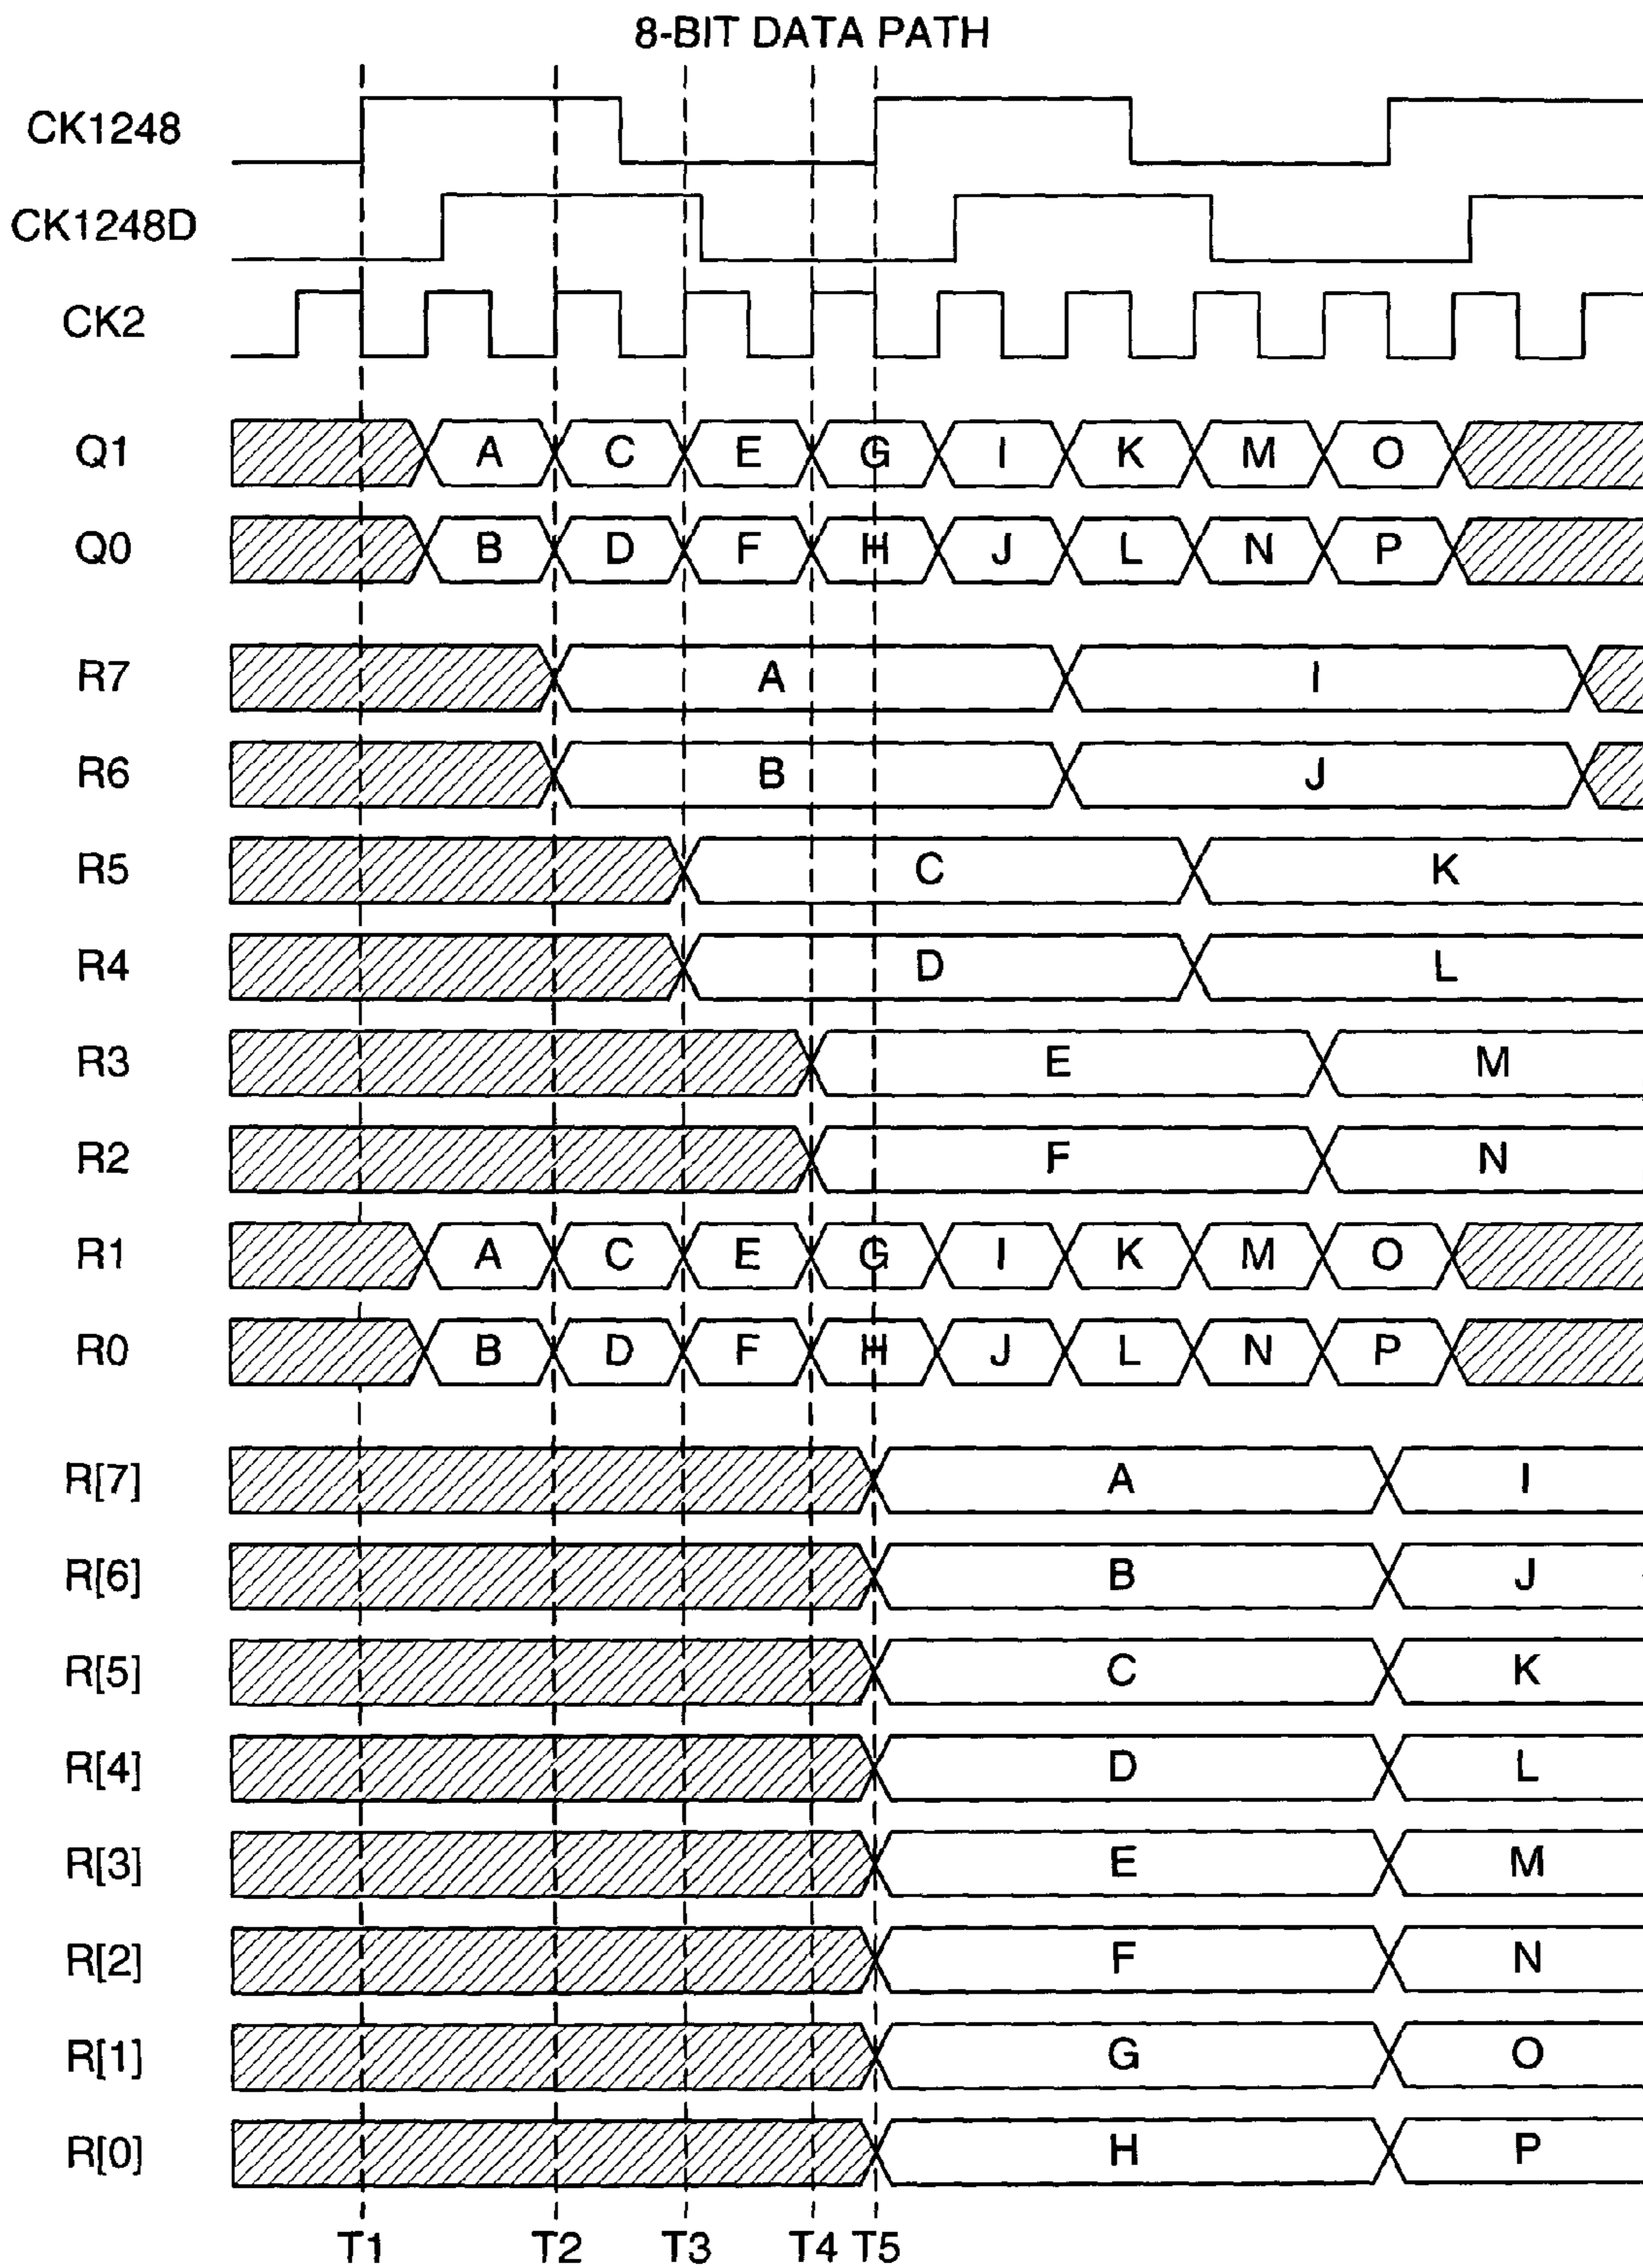 8-BIT DATA PATH
CK1248
CK1248D
CK2
Q1 A C E G I K M O
Q0 B D F H J L N P
R7 A I
R6 B J
R5 C K
R4 D L
R3 E M
R2 F N
R1 A C E G I K M O
R0 B D F H J L N P
R[7] A I
R[6] B J
R[5] C K
R[4] D L
R[3] E M
R[2] F N
R[1] G O
R[0] H P
T1 T2 T3 T4 T5